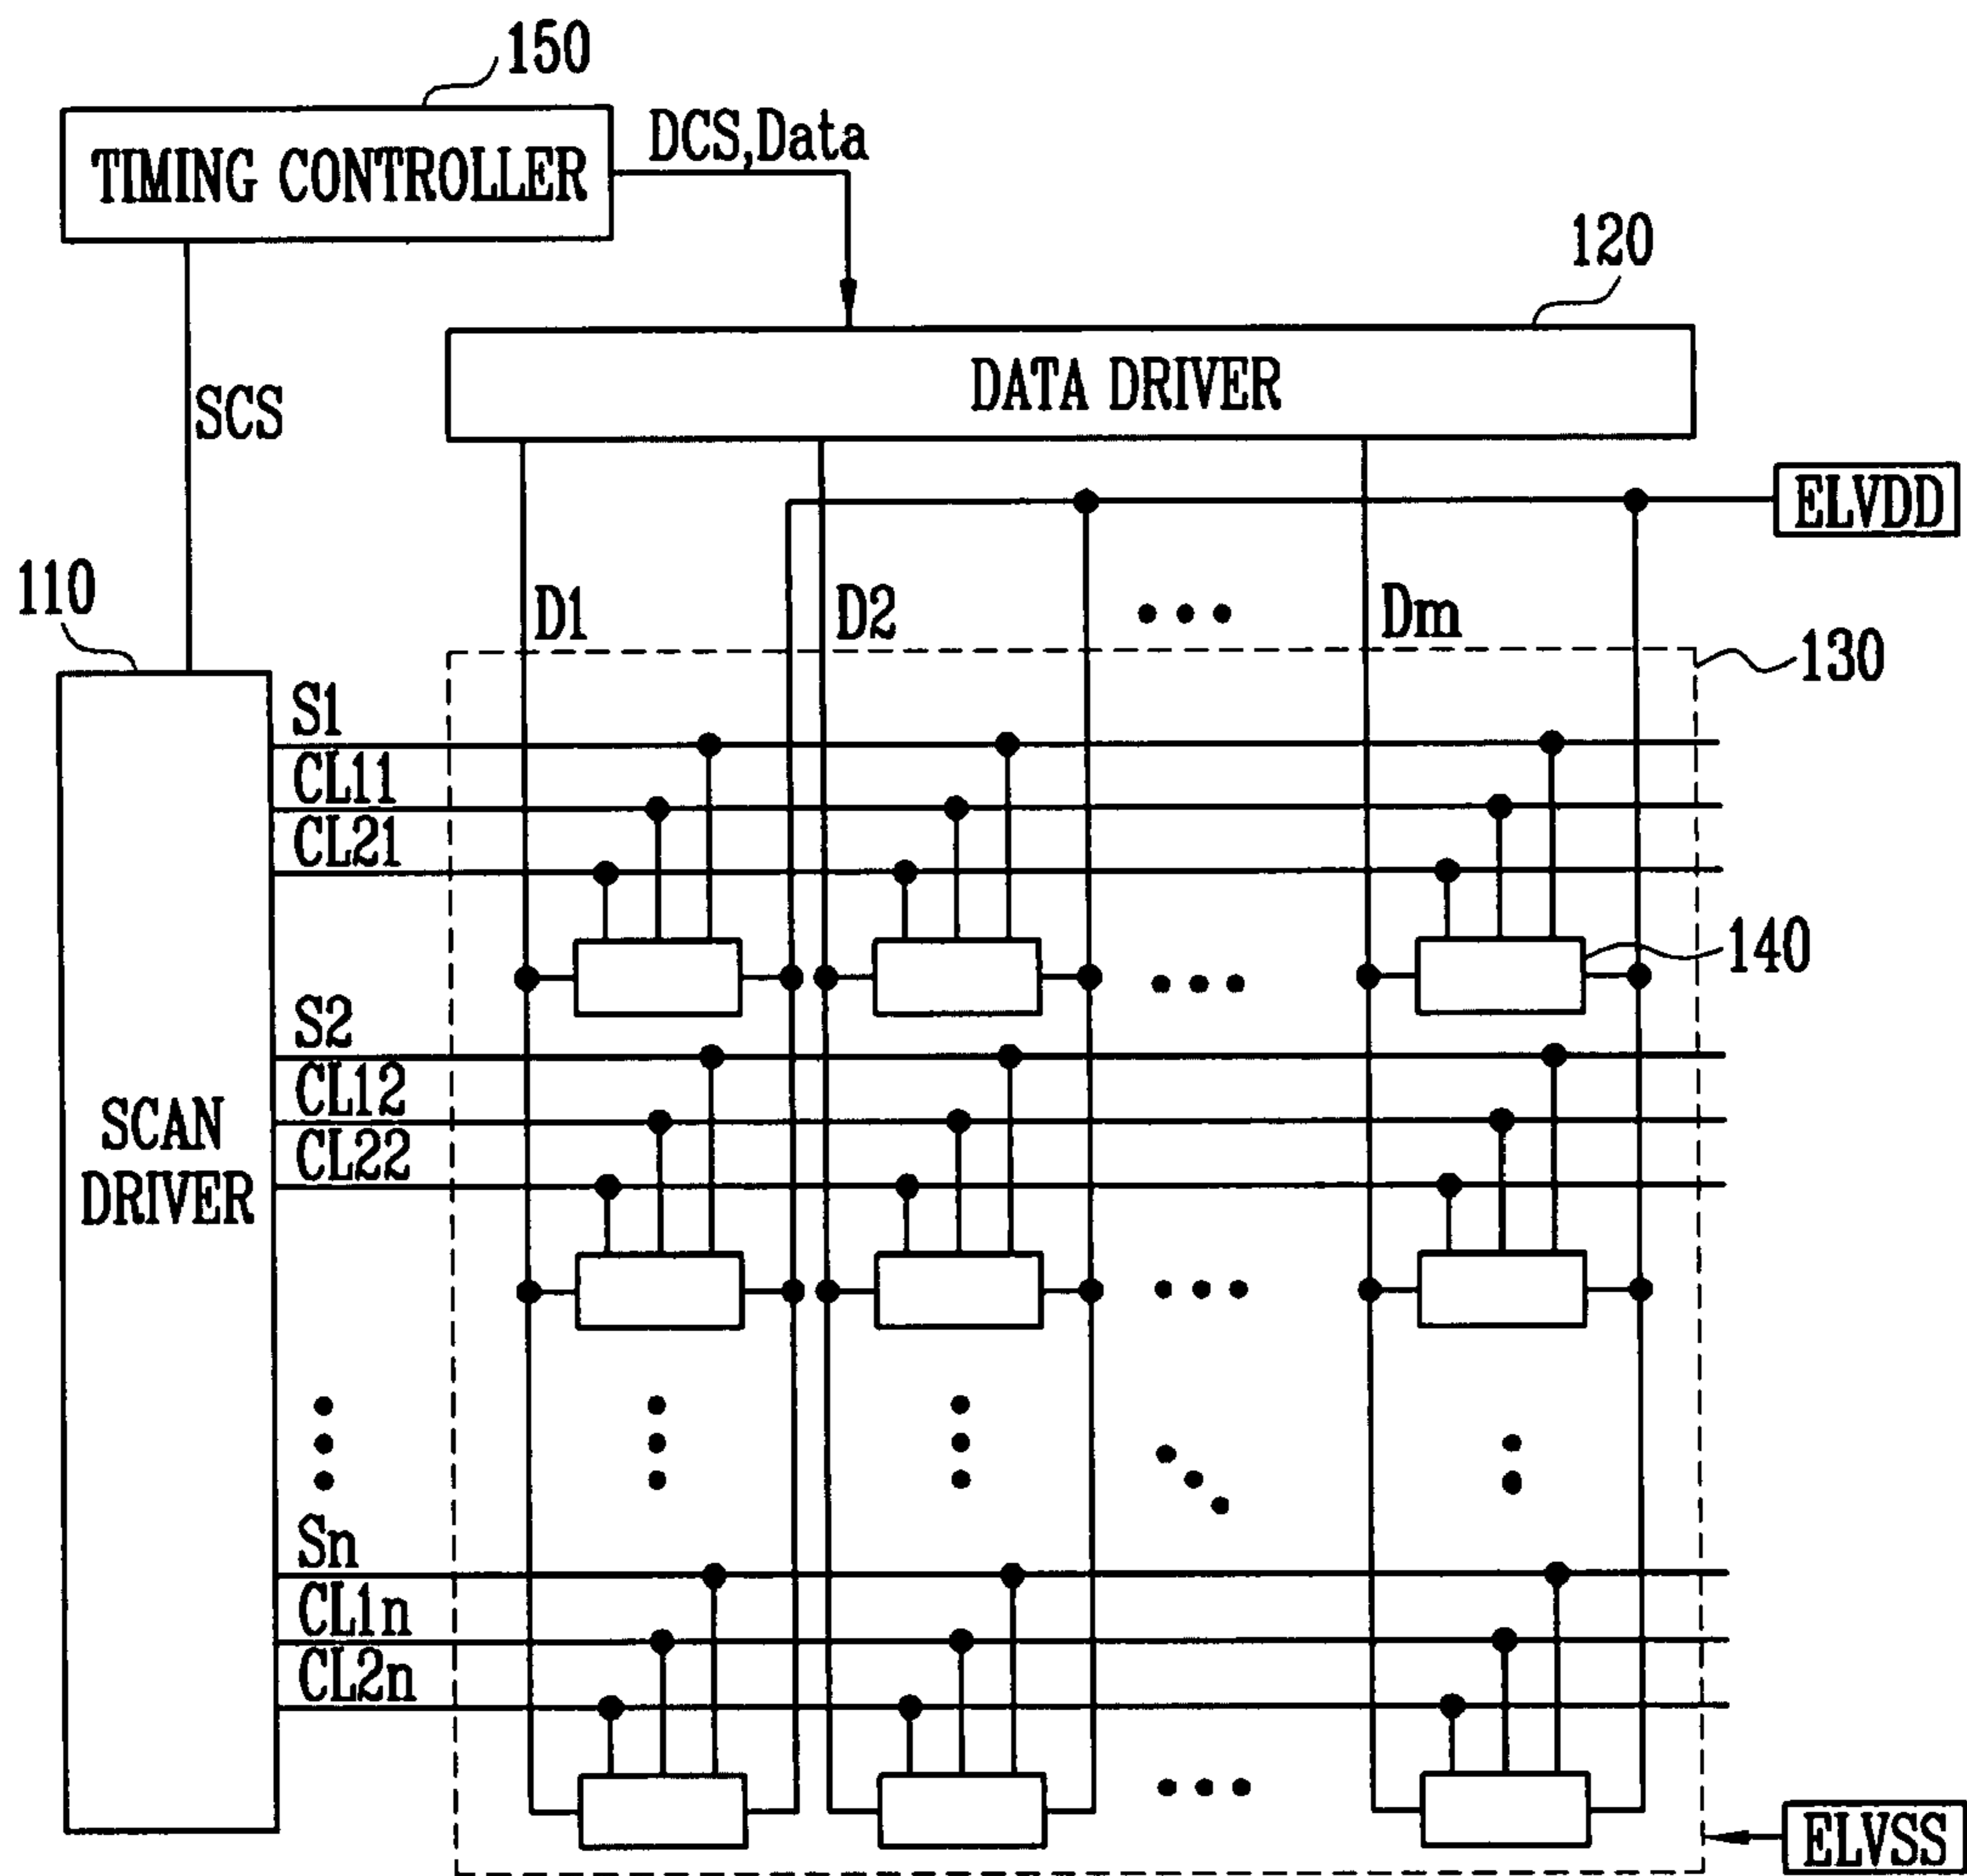 150
TIMING CONTROLLER
DCS,Data
120
DATA DRIVER
SCS
ELVDD
110
D1
D2
Dm
130
S1
CL11
CL21
140
S2
CL12
CL22
SCAN
DRIVER
Sn
CL1n
CL2n
ELVSS